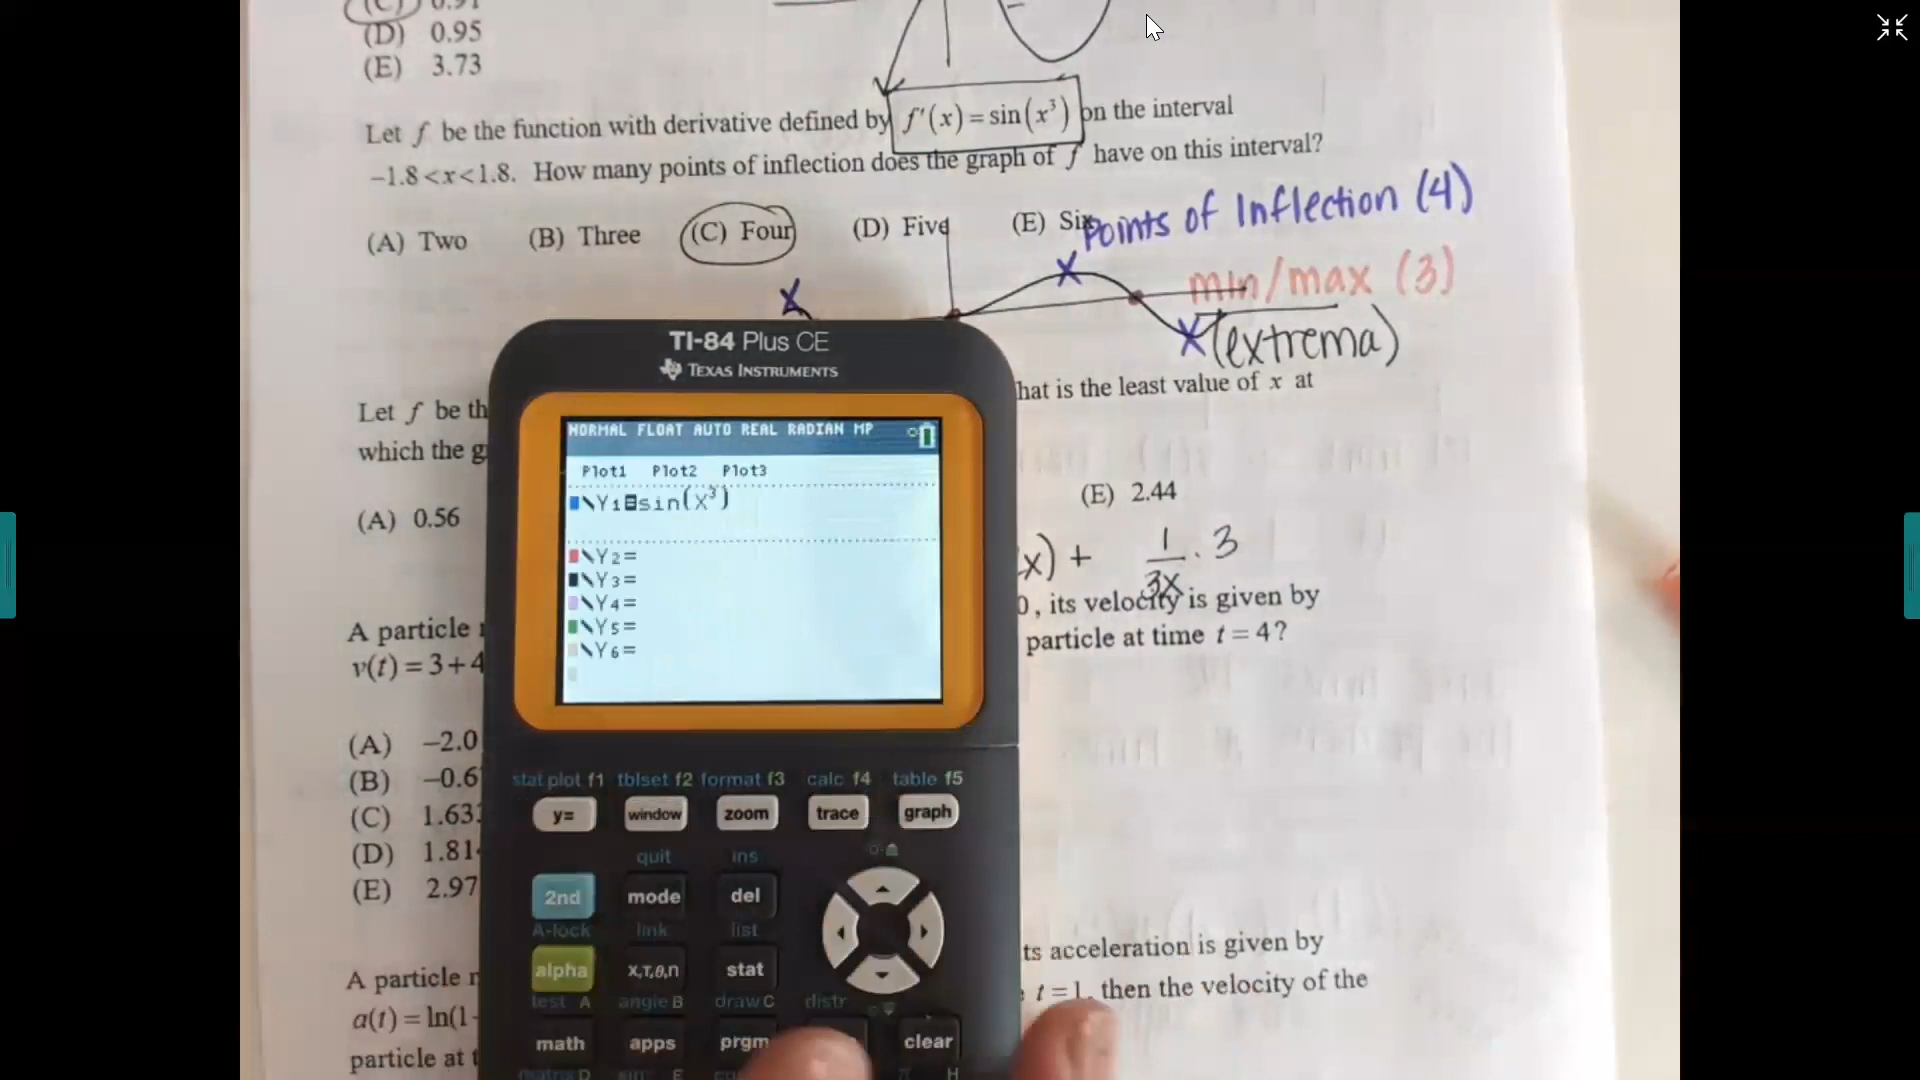 (C) 0.91
(D) 0.95
(E) 3.73
Let f be the function with derivative defined by f'(x) = sin(x³) on the interval
−1.8 < x < 1.8. How many points of inflection does the graph of f have on this interval?
(A) Two (B) Three (C) Four (D) Five (E) Six
Points of Inflection (4)
min/max (3)
(extrema)
Let f be th
hat is the least value of x at
which the g
(A) 0.56
(E) 2.44
x) + 1/3x · 3
A particle
0, its velocity is given by
v(t) = 3 + 4
particle at time t = 4?
(A) −2.0
(B) −0.6
(C) 1.63
(D) 1.81
(E) 2.97
A particle
ts acceleration is given by
t = 1, then the velocity of the
a(t) = ln(1
particle at t
TI-84 Plus CE
TEXAS INSTRUMENTS
NORMAL FLOAT AUTO REAL RADIAN MP
Plot1 Plot2 Plot3
\Y1=sin(X³)
\Y2=
\Y3=
\Y4=
\Y5=
\Y6=
stat plot f1 tblset f2 format f3 calc f4 table f5
y= window zoom trace graph
quit ins
2nd mode del
A-lock link list
alpha X,T,θ,n stat
test A angle B draw C distr
math apps prgm clear
H